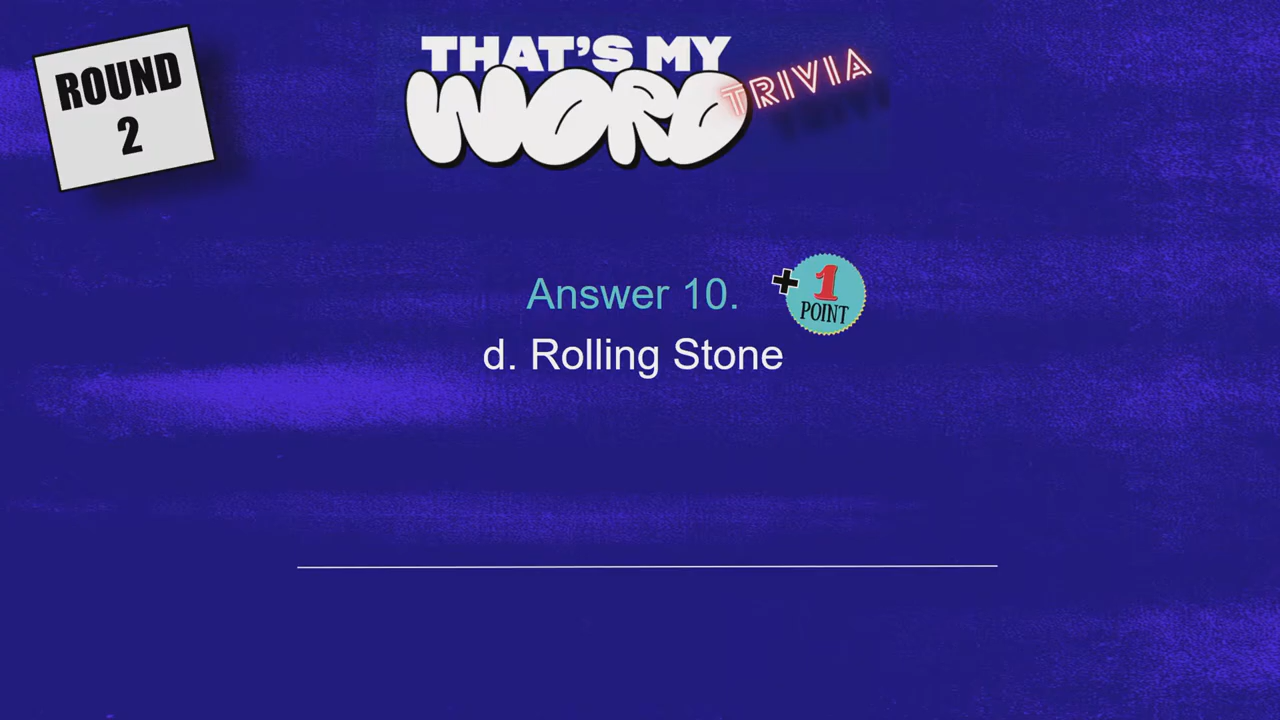 ROUND
2
THAT'S MY
WORD
TRIVIA
Answer 10.
+1
POINT
d. Rolling Stone